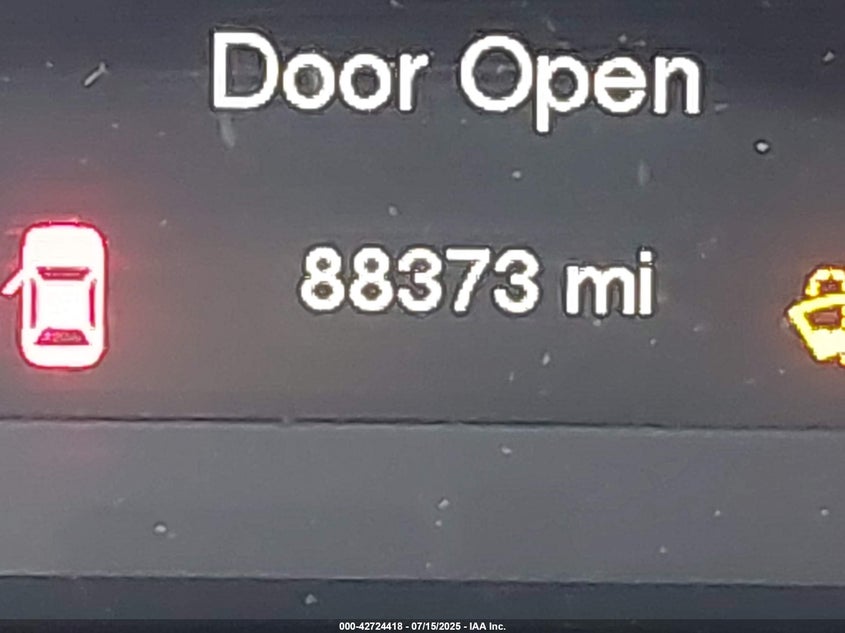 Door Open
88373 mi
000-42724418 - 07/15/2025 - IAA Inc.